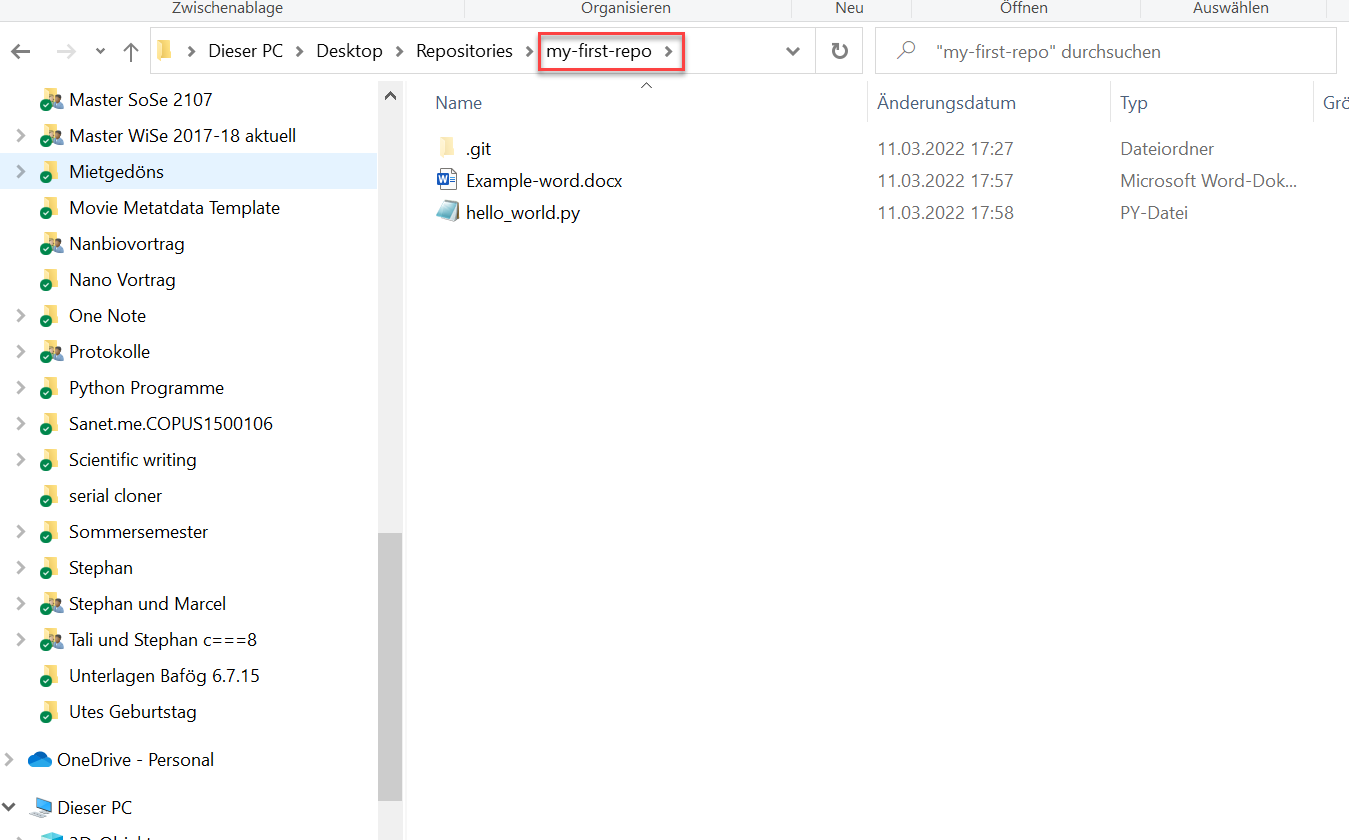 Zwischenablage Organisieren Neu Öffnen Auswählen
Dieser PC Desktop Repositories my-first-repo "my-first-repo" durchsuchen
Master SoSe 2107
Master WiSe 2017-18 aktuell
Mietgedöns
Movie Metatdata Template
Nanbiovortrag
Nano Vortrag
One Note
Protokolle
Python Programme
Sanet.me.COPUS1500106
Scientific writing
serial cloner
Sommersemester
Stephan
Stephan und Marcel
Tali und Stephan c===8
Unterlagen Bafög 6.7.15
Utes Geburtstag
OneDrive - Personal
Dieser PC
Name Änderungsdatum Typ Grö
.git 11.03.2022 17:27 Dateiordner
Example-word.docx 11.03.2022 17:57 Microsoft Word-Dok...
hello_world.py 11.03.2022 17:58 PY-Datei